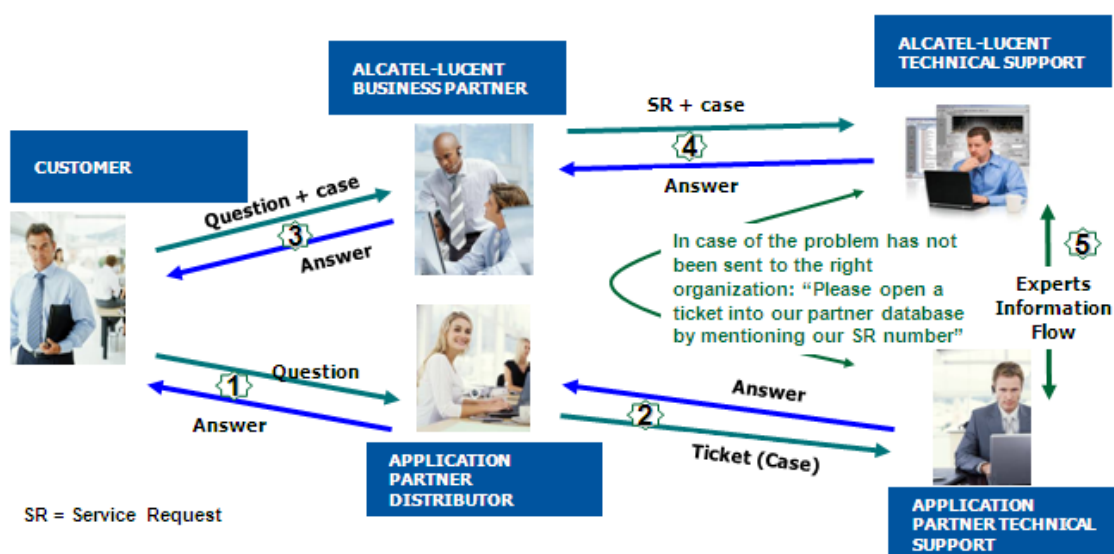 ALCATEL-LUCENT
TECHNICAL SUPPORT
ALCATEL-LUCENT
BUSINESS PARTNER
SR + case
4
Answer
CUSTOMER
Question + case
3
Answer
In case of the problem has not
been sent to the right
organization: “Please open a
ticket into our partner database
by mentioning our SR number”
5
Experts
Information
Flow
Question
1
Answer
Answer
2
Ticket (Case)
APPLICATION
PARTNER
DISTRIBUTOR
APPLICATION
PARTNER TECHNICAL
SUPPORT
SR = Service Request